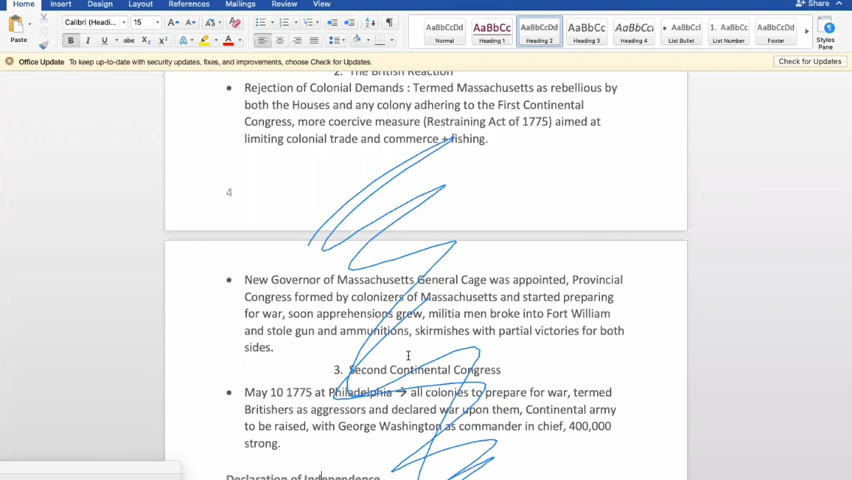 Home Insert Design Layout References Mailings Review View Share
Calibri (Headi... 15
Paste
B I U abc X₂ X² A A
AaBbCcDd AaBbCc AaBbCcDd AaBbCcDc AaBbCcDd AaBbCcD AaBbCcD AaBbCcDd
Normal Heading 1 Heading 2 Heading 3 Heading 4 List Bullet List Number Footer Styles Pane
Office Update To keep up-to-date with security updates, fixes, and improvements, choose Check for Updates. Check for Updates
2. The British Reaction
• Rejection of Colonial Demands : Termed Massachusetts as rebellious by
both the Houses and any colony adhering to the First Continental
Congress, more coercive measure (Restraining Act of 1775) aimed at
limiting colonial trade and commerce + fishing.
4
• New Governor of Massachusetts General Cage was appointed, Provincial
Congress formed by colonizers of Massachusetts and started preparing
for war, soon apprehensions grew, militia men broke into Fort William
and stole gun and ammunitions, skirmishes with partial victories for both
sides.
3. Second Continental Congress
• May 10 1775 at Philadelphia → all colonies to prepare for war, termed
Britishers as aggressors and declared war upon them, Continental army
to be raised, with George Washington as commander in chief, 400,000
strong.
Declaration of Independence